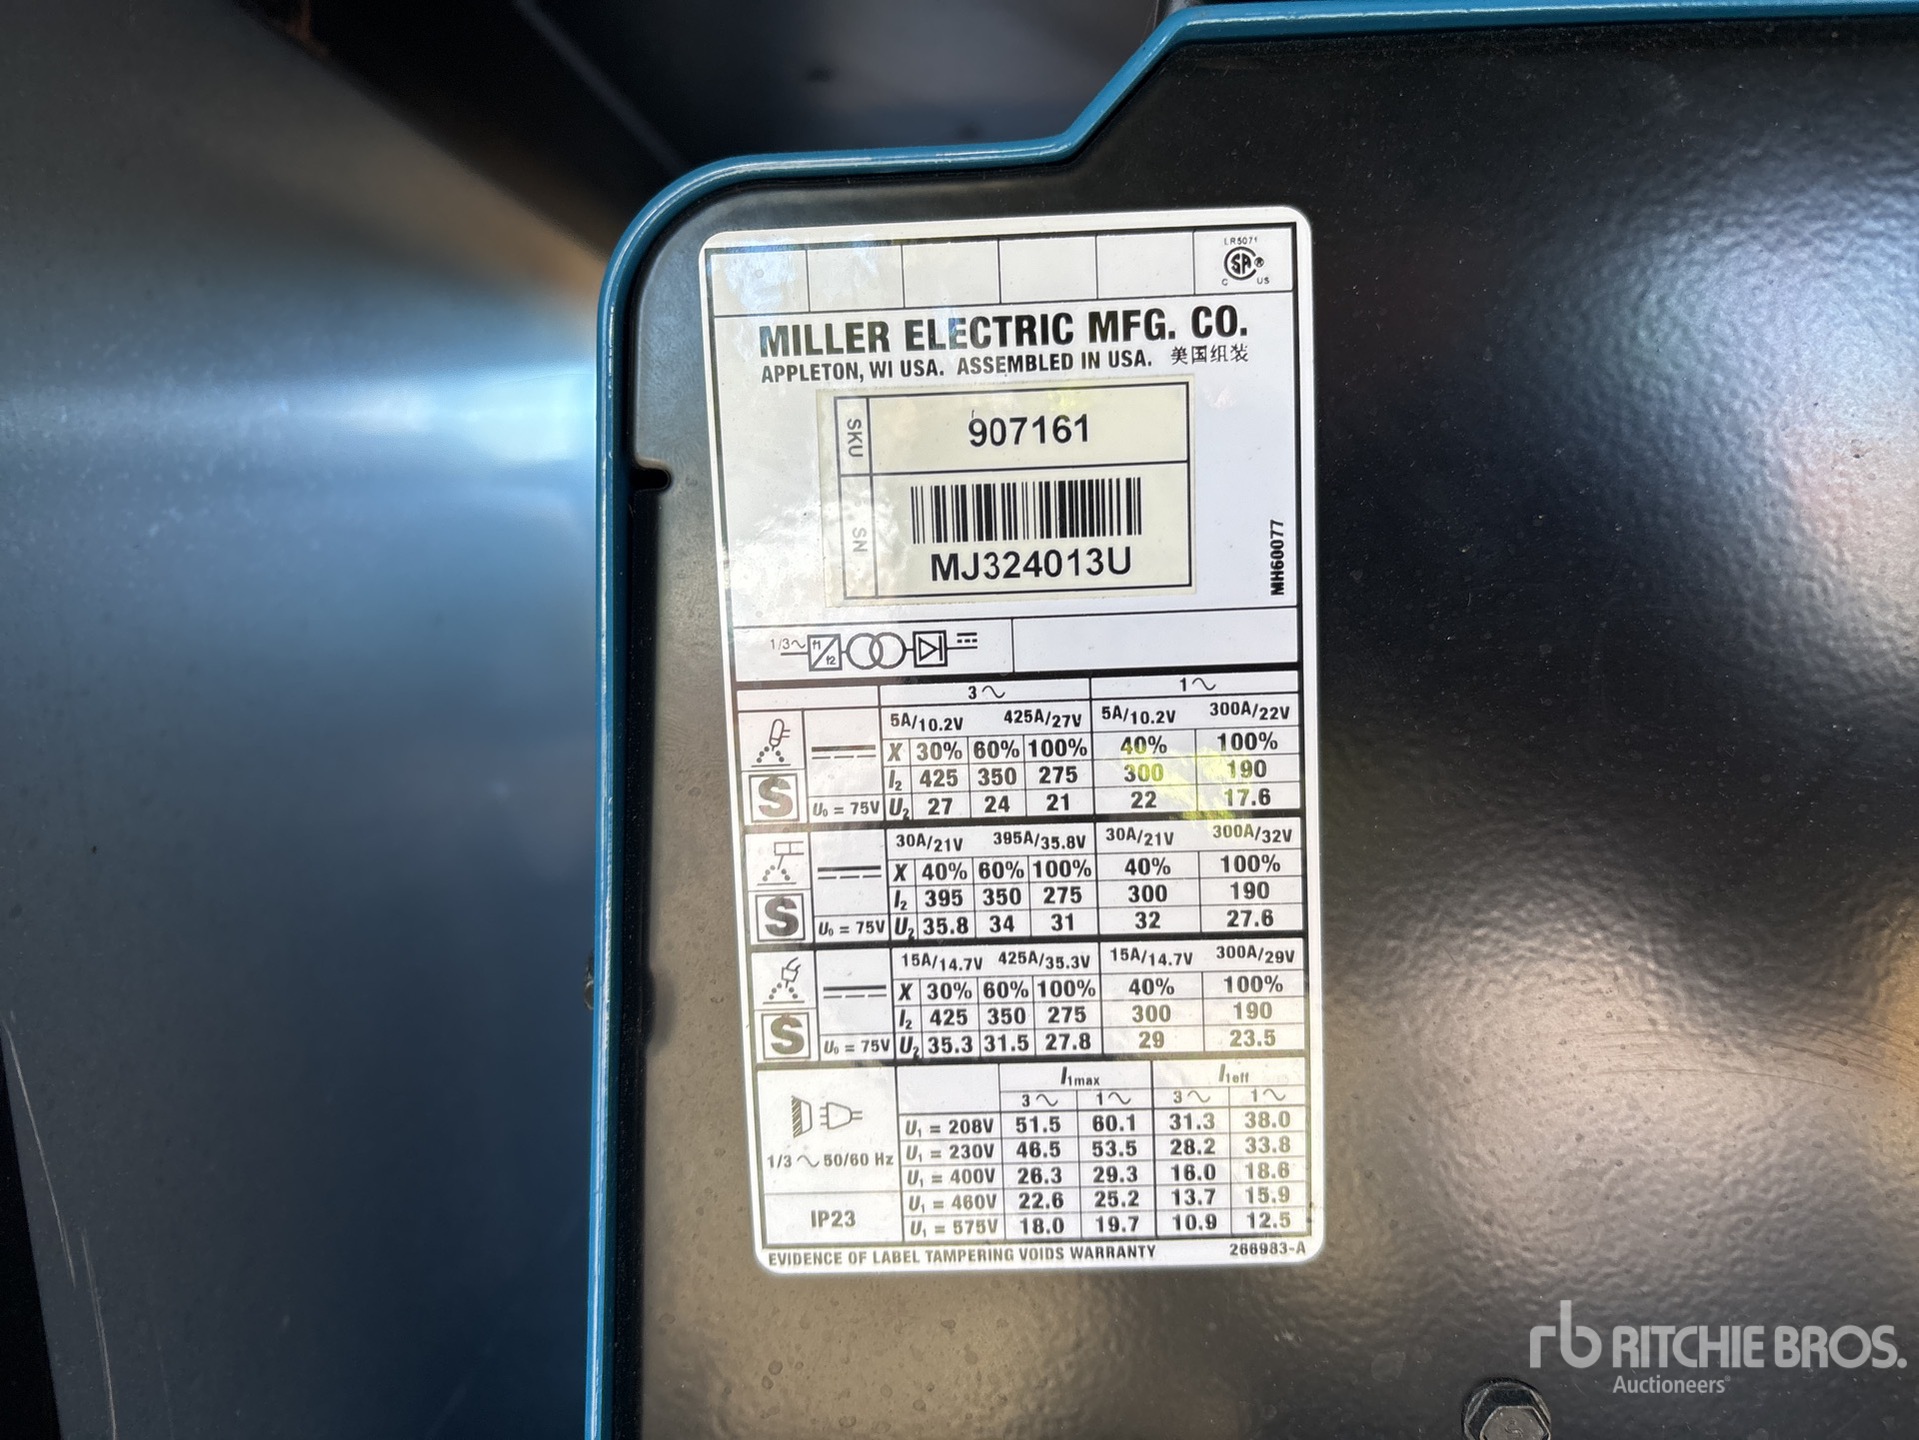 LR5071
SA®
C US
MILLER ELECTRIC MFG. CO.
APPLETON, WI USA. ASSEMBLED IN USA. 美国组装
SKU 907161
SN MJ324013U
MH60077
1/3~ f1 f2
3~ 1~
5A/10.2V 425A/27V 5A/10.2V 300A/22V
X 30% 60% 100% 40% 100%
I2 425 350 275 300 190
S U0 = 75V U2 27 24 21 22 17.6
30A/21V 395A/35.8V 30A/21V 300A/32V
X 40% 60% 100% 40% 100%
I2 395 350 275 300 190
S U0 = 75V U2 35.8 34 31 32 27.6
15A/14.7V 425A/35.3V 15A/14.7V 300A/29V
X 30% 60% 100% 40% 100%
I2 425 350 275 300 190
S U0 = 75V U2 35.3 31.5 27.8 29 23.5
I1max I1eff
3~ 1~ 3~ 1~
U1 = 208V 51.5 60.1 31.3 38.0
U1 = 230V 46.5 53.5 28.2 33.8
1/3~ 50/60 Hz
U1 = 400V 26.3 29.3 16.0 18.6
U1 = 460V 22.6 25.2 13.7 15.9
IP23
U1 = 575V 18.0 19.7 10.9 12.5
EVIDENCE OF LABEL TAMPERING VOIDS WARRANTY 266983-A
rb RITCHIE BROS.
Auctioneers®